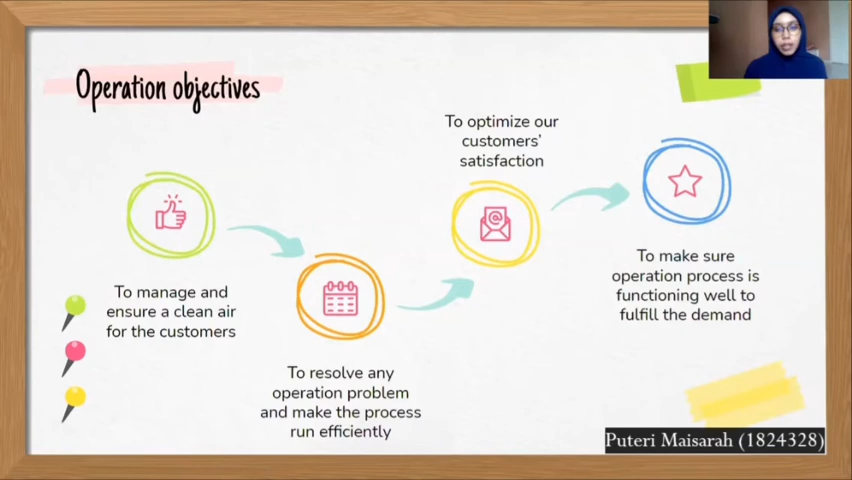 Operation objectives
To manage and
ensure a clean air
for the customers
To resolve any
operation problem
and make the process
run efficiently
To optimize our
customers’
satisfaction
To make sure
operation process is
functioning well to
fulfill the demand
Puteri Maisarah (1824328)